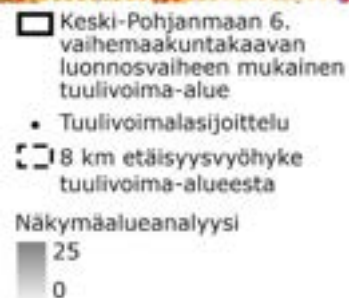 Keski-Pohjanmaan 6.
vaihemaakuntakaavan
luonnosvaiheen mukainen
tuulivoima-alue
Tuulivoimalasijoittelu
8 km etäisyysvyöhyke
tuulivoima-alueesta
Näkymäalueanalyysi
25
0